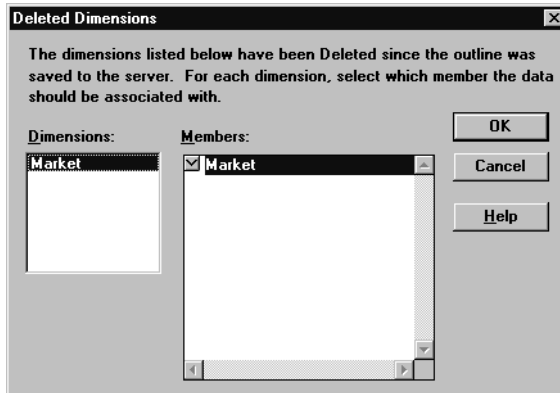 Deleted Dimensions
The dimensions listed below have been Deleted since the outline was
saved to the server. For each dimension, select which member the data
should be associated with.
Dimensions:
Members:
Market
Market
OK
Cancel
Help